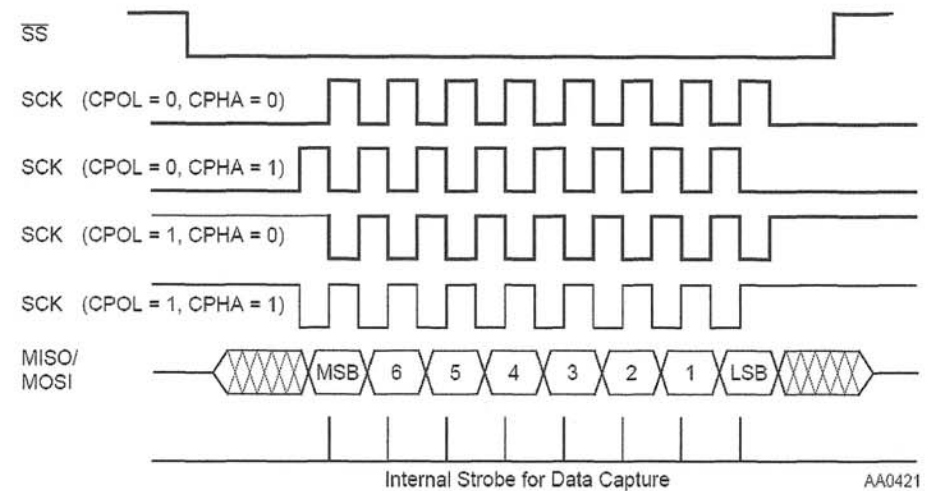 SS
SCK (CPOL = 0, CPHA = 0)
SCK (CPOL = 0, CPHA = 1)
SCK (CPOL = 1, CPHA = 0)
SCK (CPOL = 1, CPHA = 1)
MISO/
MOSI
MSB 6 5 4 3 2 1 LSB
Internal Strobe for Data Capture
AA0421